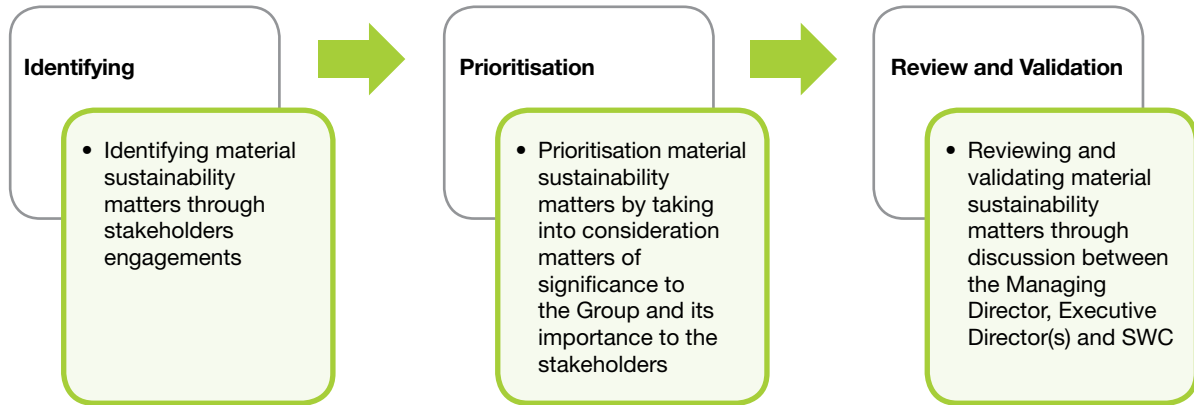 Identifying
• Identifying material
sustainability
matters through
stakeholders
engagements
Prioritisation
• Prioritisation material
sustainability
matters by taking
into consideration
matters of
significance to
the Group and its
importance to the
stakeholders
Review and Validation
• Reviewing and
validating material
sustainability
matters through
discussion between
the Managing
Director, Executive
Director(s) and SWC